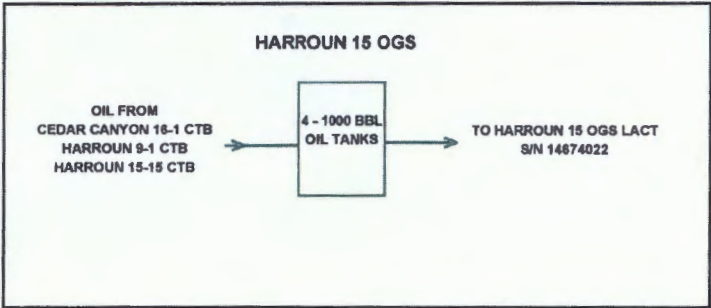 HARROUN 15 OGS
OIL FROM
CEDAR CANYON 16-1 CTB
HARROUN 9-1 CTB
HARROUN 15-15 CTB
4 - 1000 BBL
OIL TANKS
TO HARROUN 15 OGS LACT
S/N 14674022